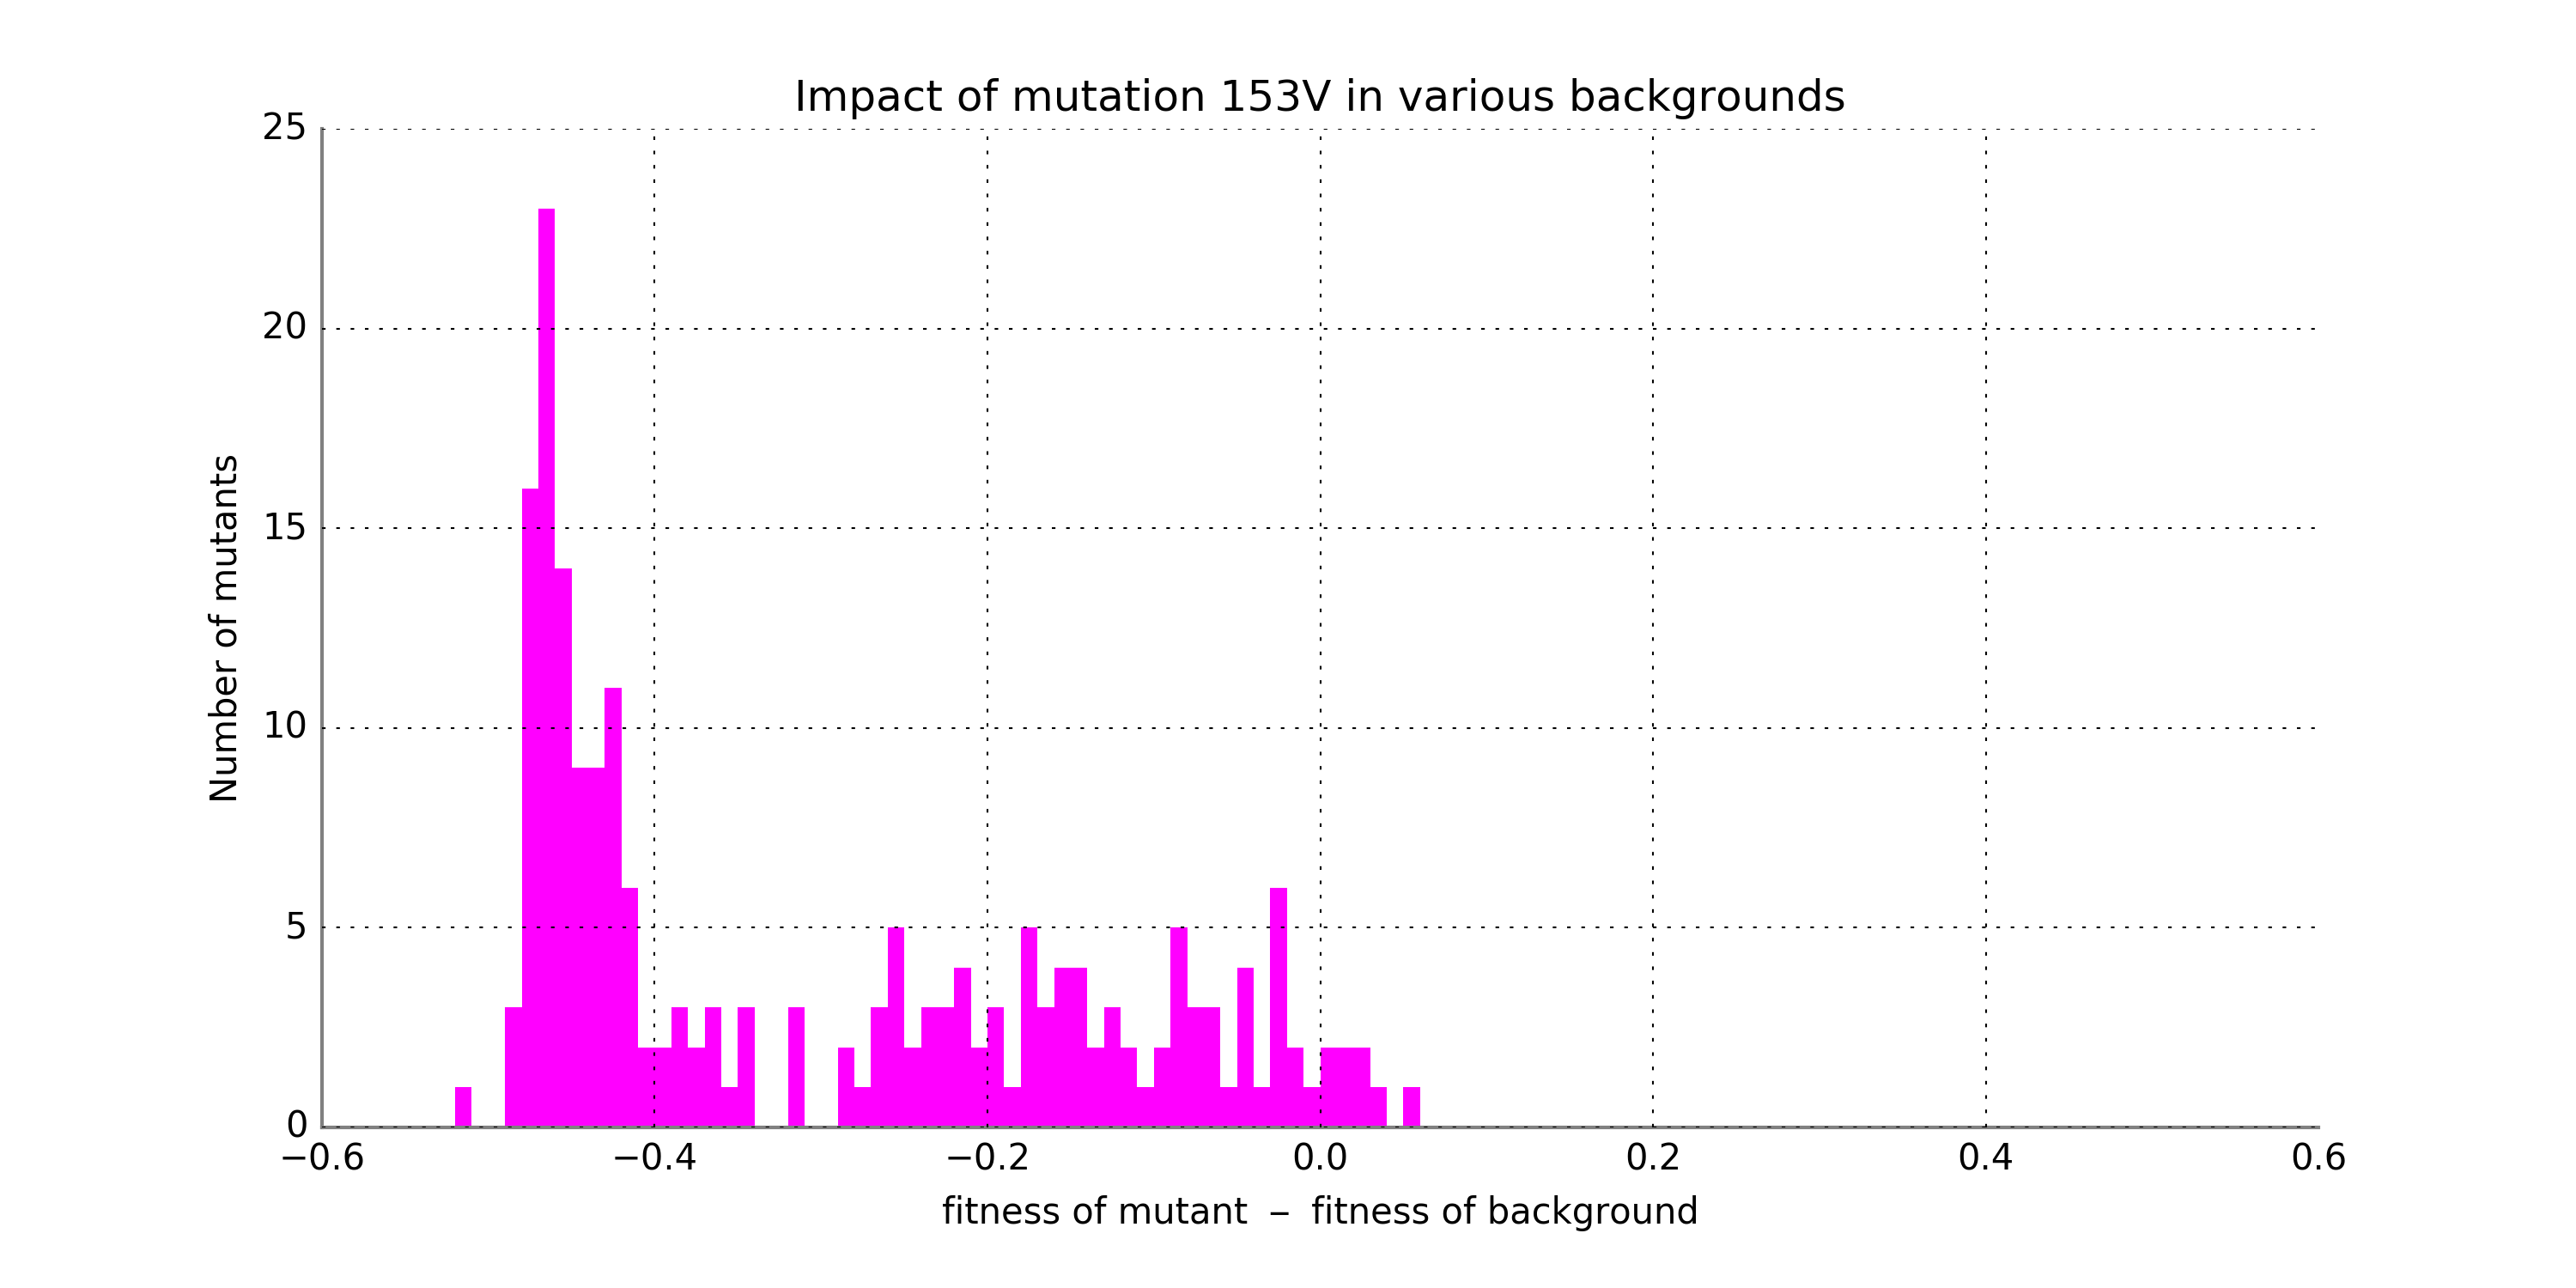 Impact of mutation 153V in various backgrounds
25
20
15
10
5
0
Number of mutants
−0.6 −0.4 −0.2 0.0 0.2 0.4 0.6
fitness of mutant − fitness of background